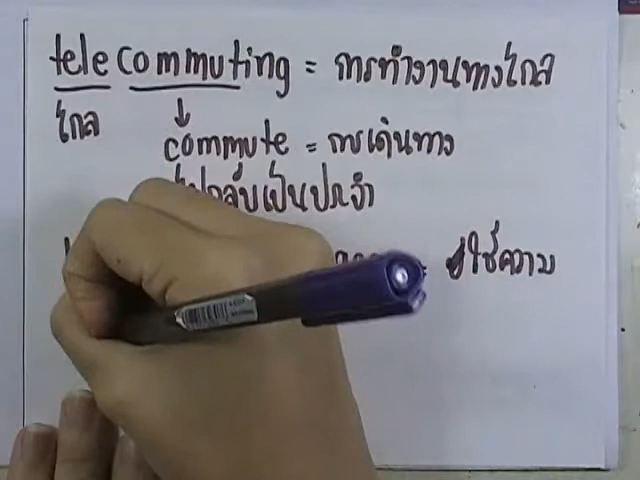 telecommuting = การทำงานทางไกล
ไกล
commute = การเดินทาง
ไปกลับเป็นประจำ
= ใช้ความ